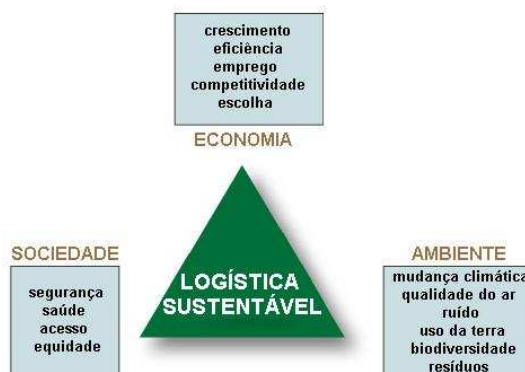 crescimento
eficiência
emprego
competitividade
escolha
ECONOMIA
SOCIEDADE
segurança
saúde
acesso
equidade
LOGÍSTICA
SUSTENTÁVEL
AMBIENTE
mudança climática
qualidade do ar
ruído
uso da terra
biodiversidade
resíduos